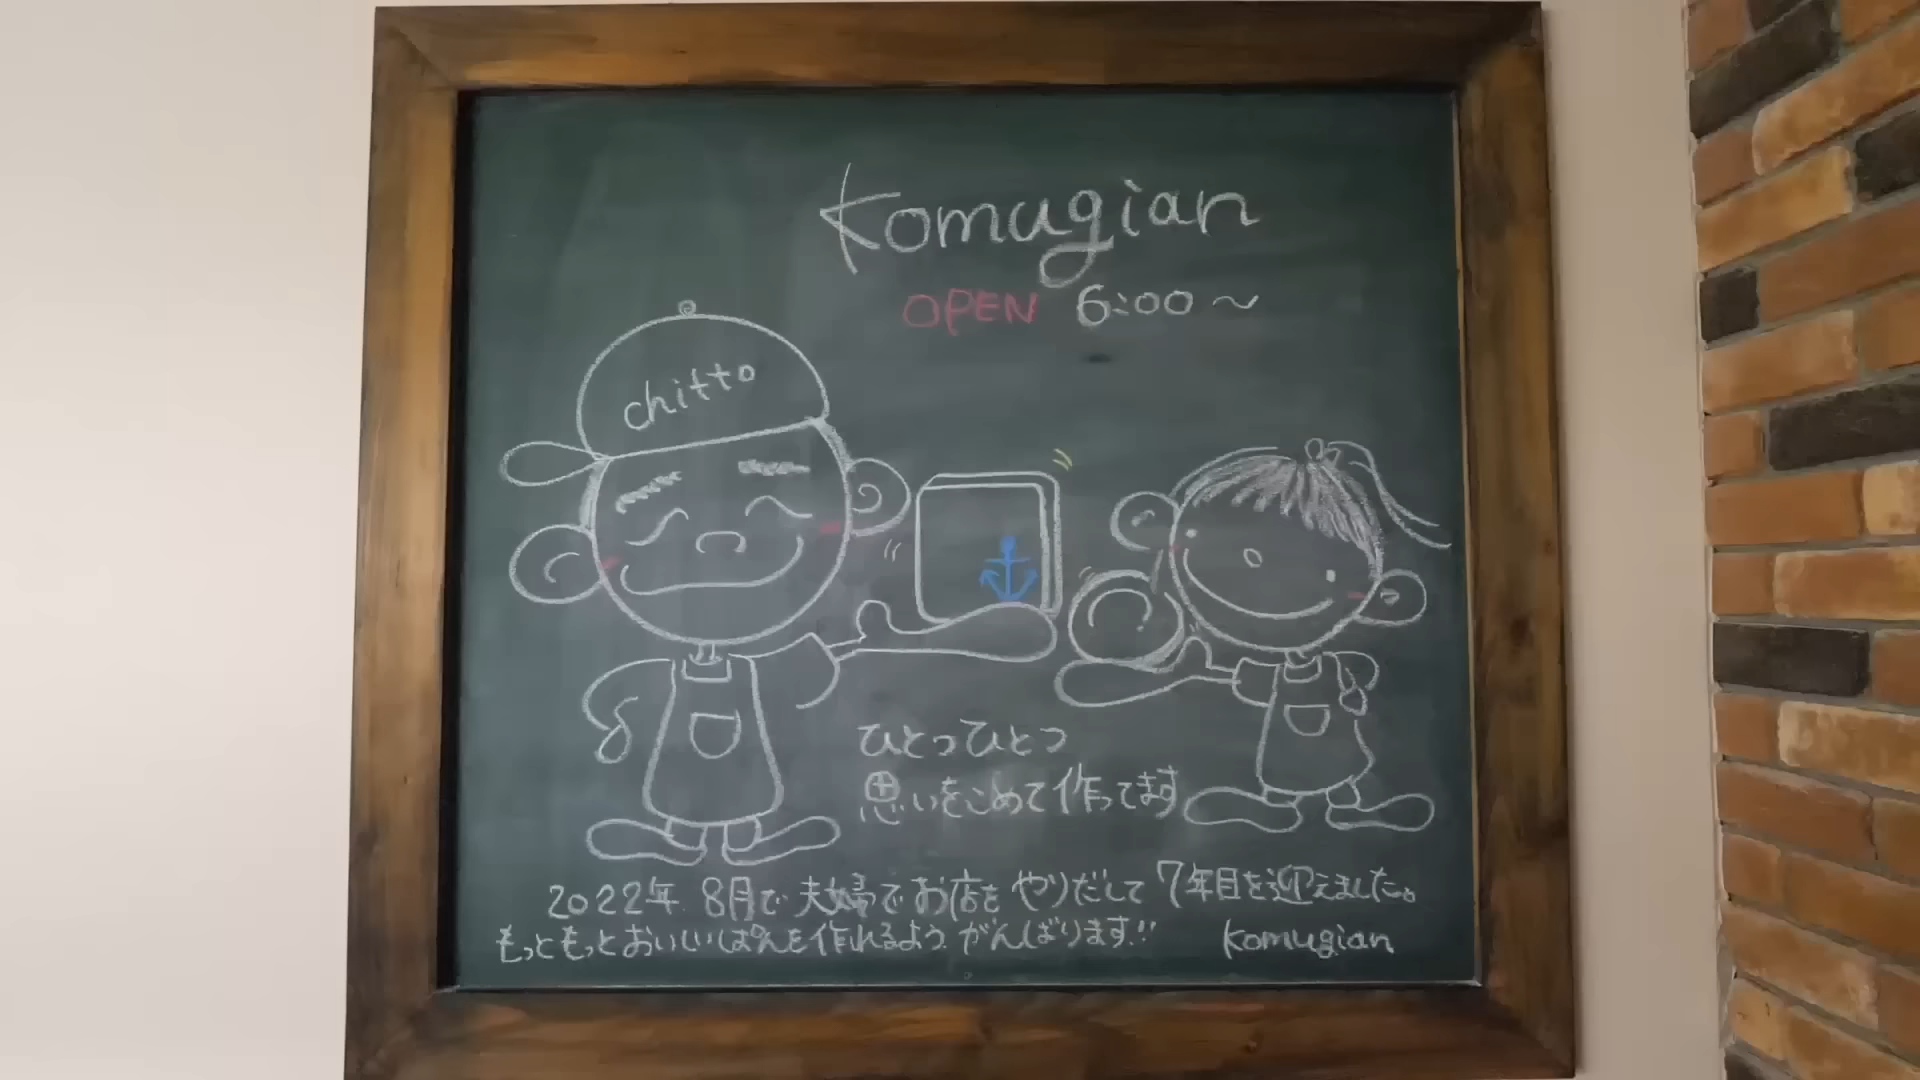 Komugian
OPEN 6:00～
chitto
ひとつひとつ
思いをこめて作ってます
2022年 8月で夫婦でお店をやりだして7年目を迎えました。
もっともっとおいしいぱんを作れるようがんばります!!
komugian